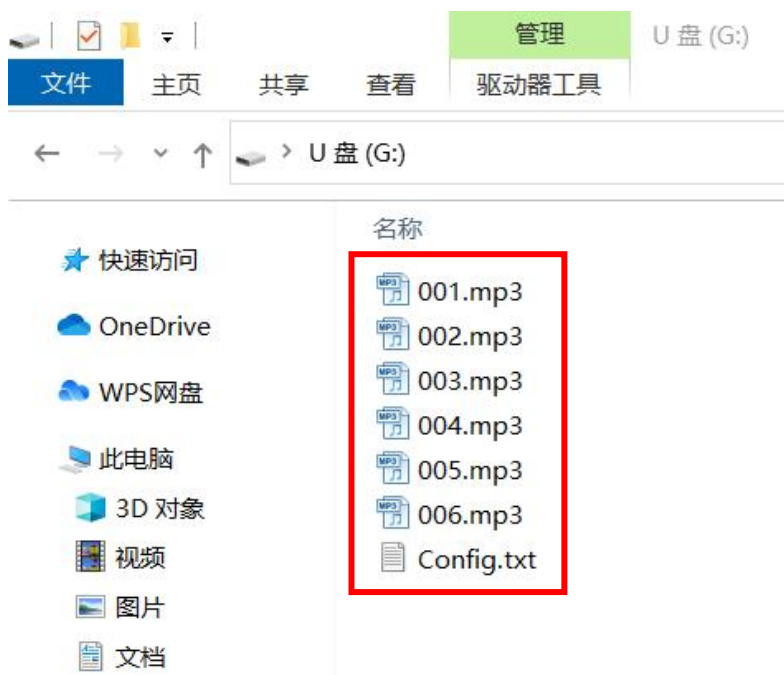 管理 U 盘 (G:)
文件 主页 共享 查看 驱动器工具
U 盘 (G:)
名称
快速访问
OneDrive
WPS网盘
此电脑
3D 对象
视频
图片
文档
001.mp3
002.mp3
003.mp3
004.mp3
005.mp3
006.mp3
Config.txt